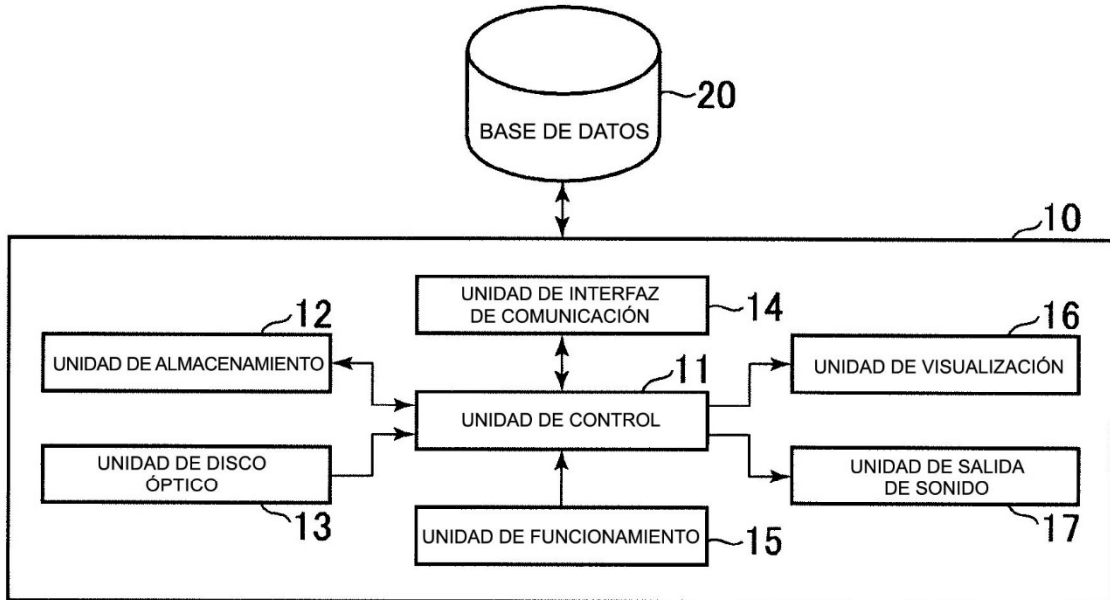 20
BASE DE DATOS
10
UNIDAD DE INTERFAZ
DE COMUNICACIÓN
14
12
UNIDAD DE ALMACENAMIENTO
16
UNIDAD DE VISUALIZACIÓN
11
UNIDAD DE CONTROL
UNIDAD DE DISCO
ÓPTICO
13
UNIDAD DE SALIDA
DE SONIDO
17
UNIDAD DE FUNCIONAMIENTO
15